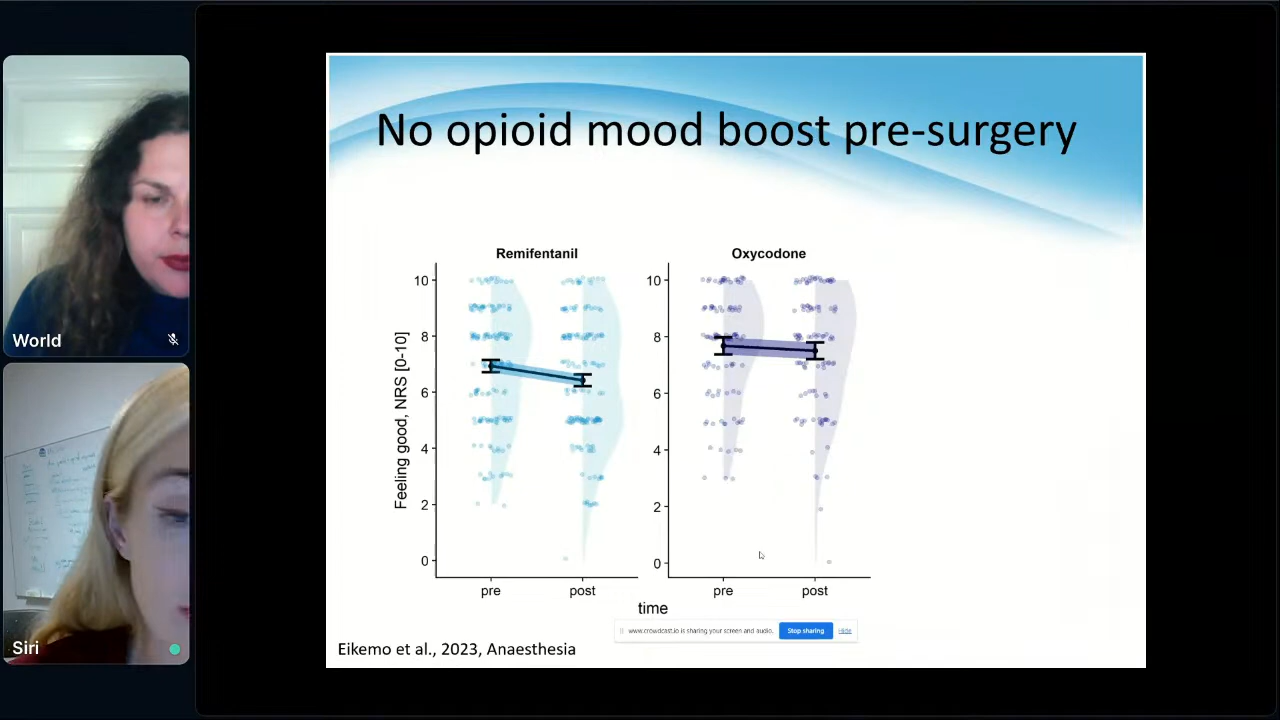 World
Siri
No opioid mood boost pre-surgery
Remifentanil
Oxycodone
Feeling good, NRS [0-10]
10
8
6
4
2
0
10
8
6
4
2
0
pre
post
pre
post
time
www.crowdcast.io is sharing your screen and audio.
Stop sharing
Hide
Eikemo et al., 2023, Anaesthesia